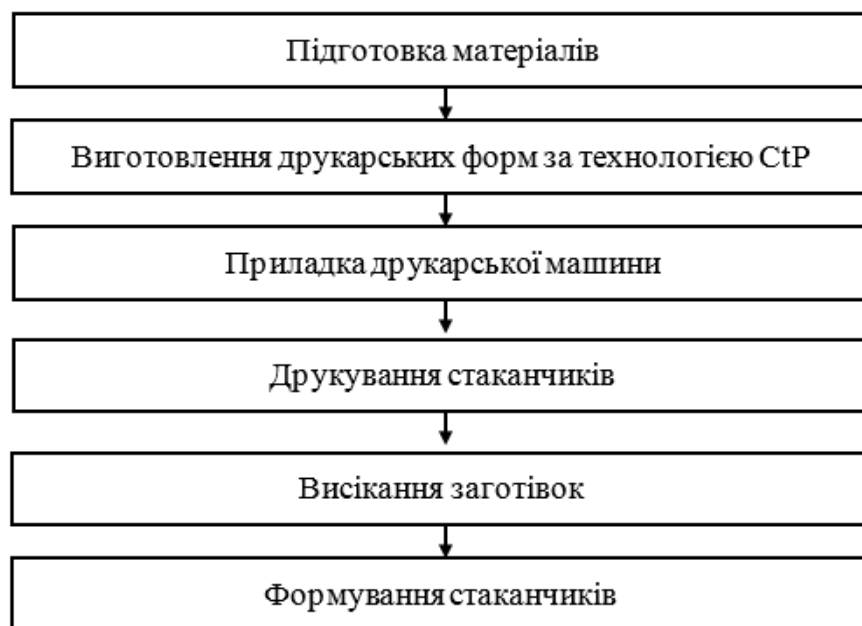 Підготовка матеріалів
Виготовлення друкарських форм за технологією CtP
Приладка друкарської машини
Друкування стаканчиків
Висікання заготівок
Формування стаканчиків